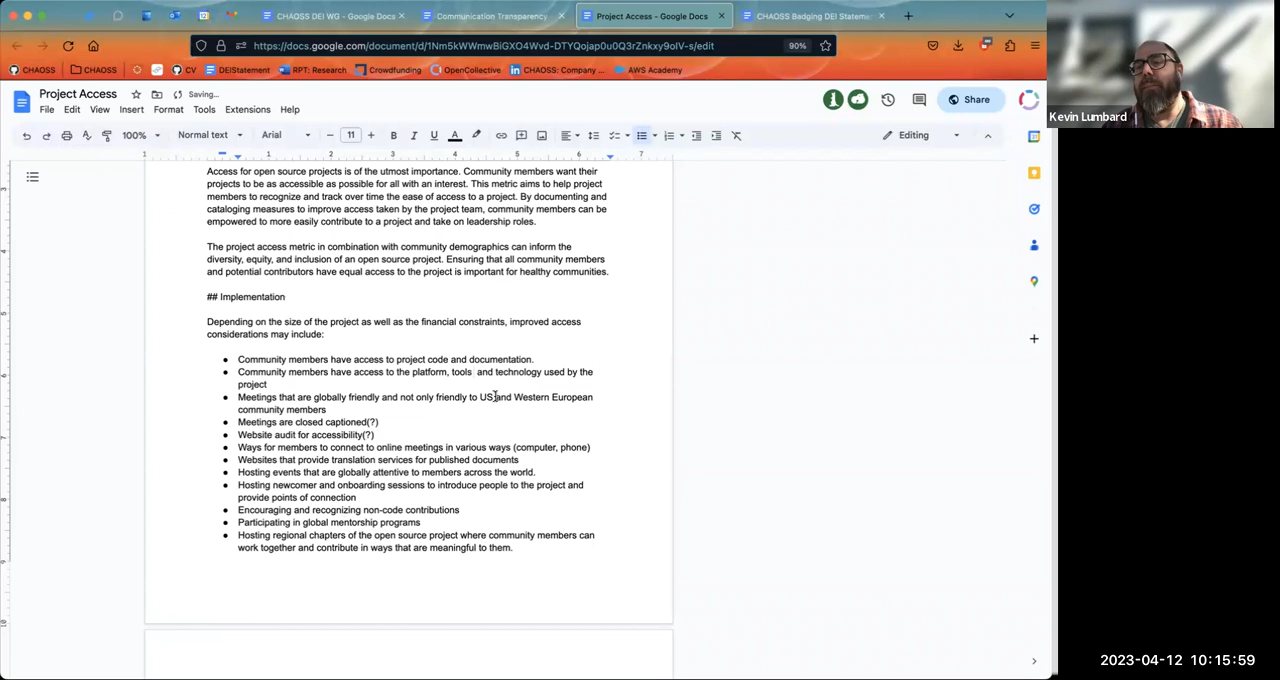 CHAOSS DEI WG - Google Docs
Communication Transparency
Project Access - Google Docs
CHAOSS Badging DEI Stateme
https://docs.google.com/document/d/1Nm5kWWmwBiGXO4Wvd-DTYQojap0u0Q3rZnkxy9oIV-s/edit
90%
CHAOSS
CHAOSS
CV
DEIStatement
RPT: Research
Crowdfunding
OpenCollective
CHAOSS: Company ...
AWS Academy
Project Access
Saving...
File Edit View Insert Format Tools Extensions Help
Share
100%
Normal text
Arial
11
Editing
Access for open source projects is of the utmost importance. Community members want their
projects to be as accessible as possible for all with an interest. This metric aims to help project
members to recognize and track over time the ease of access to a project. By documenting and
cataloging measures to improve access taken by the project team, community members can be
empowered to more easily contribute to a project and take on leadership roles.
The project access metric in combination with community demographics can inform the
diversity, equity, and inclusion of an open source project. Ensuring that all community members
and potential contributors have equal access to the project is important for healthy communities.
## Implementation
Depending on the size of the project as well as the financial constraints, improved access
considerations may include:
● Community members have access to project code and documentation.
● Community members have access to the platform, tools  and technology used by the
project
● Meetings that are globally friendly and not only friendly to US and Western European
community members
● Meetings are closed captioned(?)
● Website audit for accessibility(?)
● Ways for members to connect to online meetings in various ways (computer, phone)
● Websites that provide translation services for published documents
● Hosting events that are globally attentive to members across the world.
● Hosting newcomer and onboarding sessions to introduce people to the project and
provide points of connection
● Encouraging and recognizing non-code contributions
● Participating in global mentorship programs
● Hosting regional chapters of the open source project where community members can
work together and contribute in ways that are meaningful to them.
Kevin Lumbard
2023-04-12 10:15:59